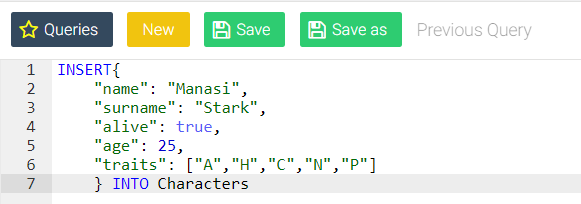 Queries New Save Save as Previous Query
1 INSERT{
2 "name": "Manasi",
3 "surname": "Stark",
4 "alive": true,
5 "age": 25,
6 "traits": ["A","H","C","N","P"]
7 } INTO Characters